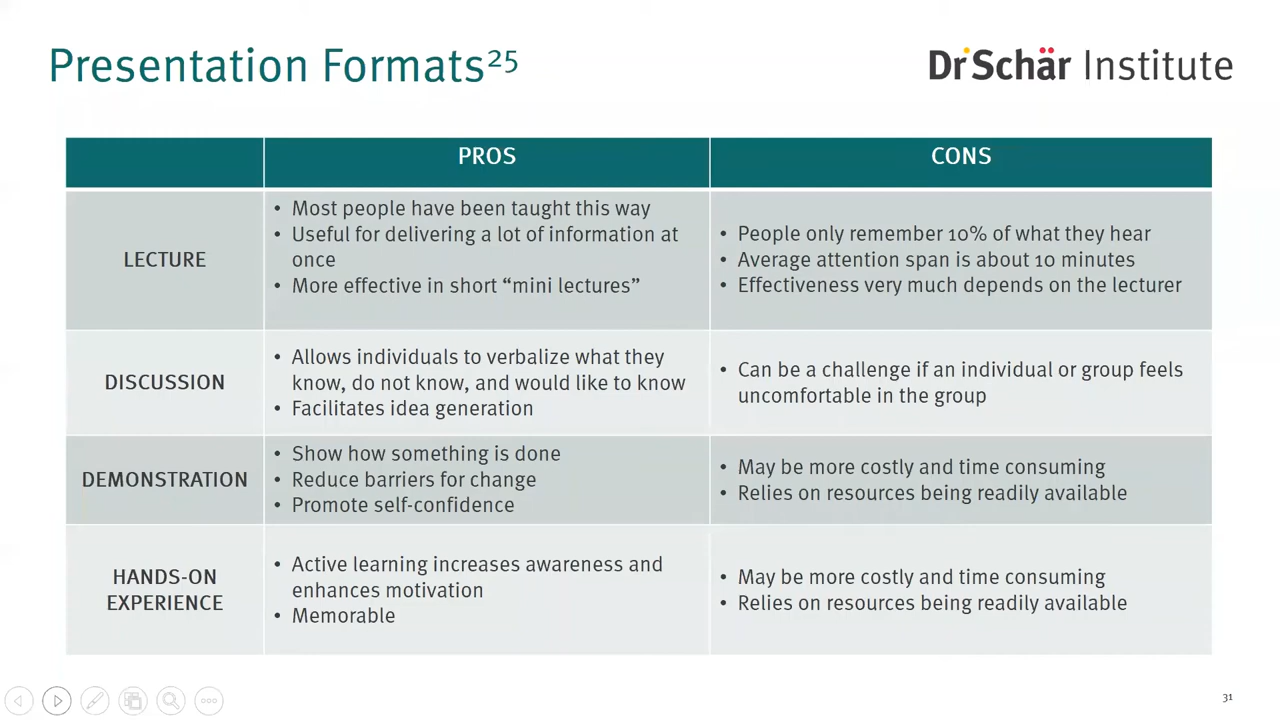 Presentation Formats²⁵
Dr Schär Institute
PROS
CONS
LECTURE
• Most people have been taught this way
• Useful for delivering a lot of information at
once
• More effective in short “mini lectures”
• People only remember 10% of what they hear
• Average attention span is about 10 minutes
• Effectiveness very much depends on the lecturer
DISCUSSION
• Allows individuals to verbalize what they
know, do not know, and would like to know
• Facilitates idea generation
• Can be a challenge if an individual or group feels
uncomfortable in the group
DEMONSTRATION
• Show how something is done
• Reduce barriers for change
• Promote self-confidence
• May be more costly and time consuming
• Relies on resources being readily available
HANDS-ON
EXPERIENCE
• Active learning increases awareness and
enhances motivation
• Memorable
• May be more costly and time consuming
• Relies on resources being readily available
31